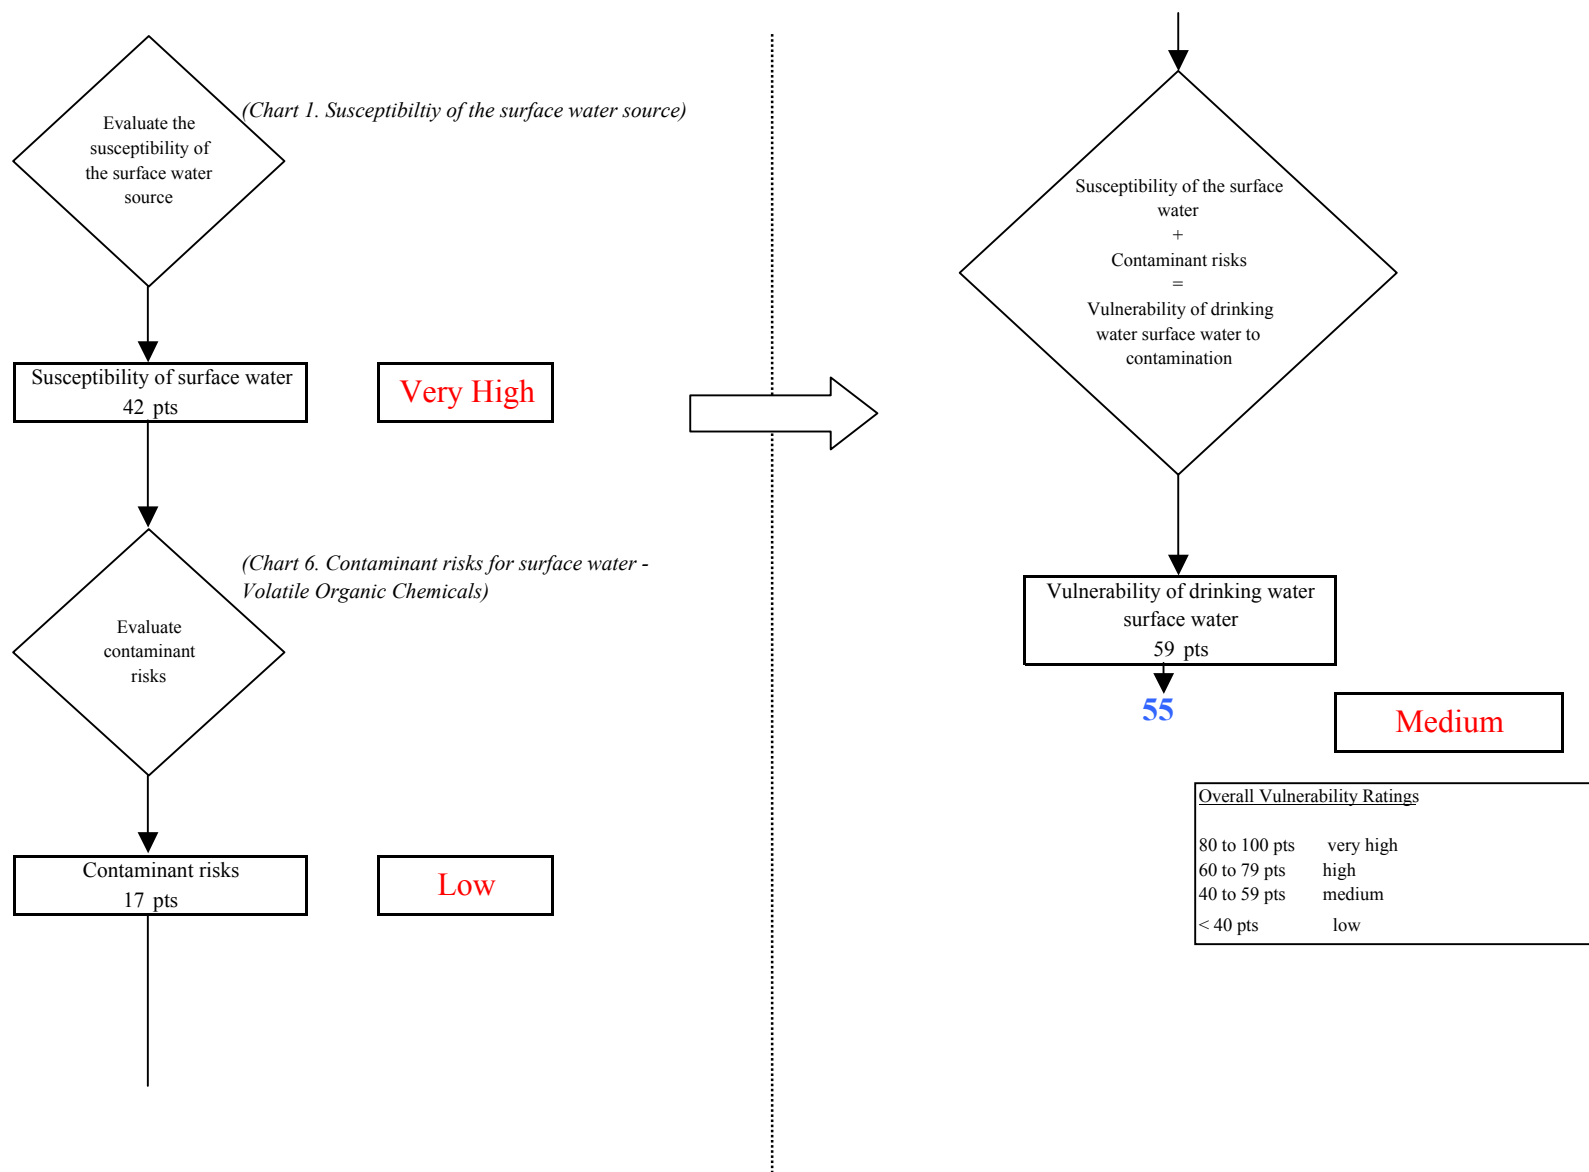 Evaluate the
susceptibility of
the surface water
source
(Chart 1. Susceptibiltiy of the surface water source)
Susceptibility of surface water
42 pts
Very High
(Chart 6. Contaminant risks for surface water -
Volatile Organic Chemicals)
Evaluate
contaminant
risks
Contaminant risks
17 pts
Low
Susceptibility of the surface
water
+
Contaminant risks
=
Vulnerability of drinking
water surface water to
contamination
Vulnerability of drinking water
surface water
59 pts
55
Medium
Overall Vulnerability Ratings
80 to 100 pts very high
60 to 79 pts high
40 to 59 pts medium
< 40 pts low